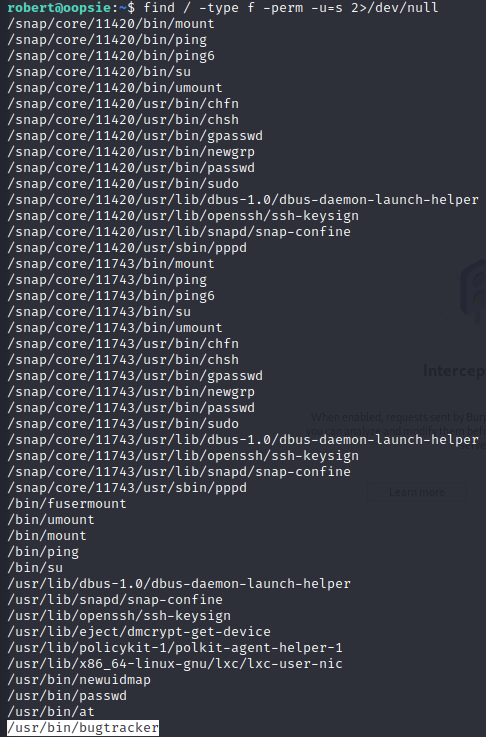 robert@oopsie:~$ find / -type f -perm -u=s 2>/dev/null
/snap/core/11420/bin/mount
/snap/core/11420/bin/ping
/snap/core/11420/bin/ping6
/snap/core/11420/bin/su
/snap/core/11420/bin/umount
/snap/core/11420/usr/bin/chfn
/snap/core/11420/usr/bin/chsh
/snap/core/11420/usr/bin/gpasswd
/snap/core/11420/usr/bin/newgrp
/snap/core/11420/usr/bin/passwd
/snap/core/11420/usr/bin/sudo
/snap/core/11420/usr/lib/dbus-1.0/dbus-daemon-launch-helper
/snap/core/11420/usr/lib/openssh/ssh-keysign
/snap/core/11420/usr/lib/snapd/snap-confine
/snap/core/11420/usr/sbin/pppd
/snap/core/11743/bin/mount
/snap/core/11743/bin/ping
/snap/core/11743/bin/ping6
/snap/core/11743/bin/su
/snap/core/11743/bin/umount
/snap/core/11743/usr/bin/chfn
/snap/core/11743/usr/bin/chsh
/snap/core/11743/usr/bin/gpasswd
/snap/core/11743/usr/bin/newgrp
/snap/core/11743/usr/bin/passwd
/snap/core/11743/usr/bin/sudo
/snap/core/11743/usr/lib/dbus-1.0/dbus-daemon-launch-helper
/snap/core/11743/usr/lib/openssh/ssh-keysign
/snap/core/11743/usr/lib/snapd/snap-confine
/snap/core/11743/usr/sbin/pppd
/bin/fusermount
/bin/umount
/bin/mount
/bin/ping
/bin/su
/usr/lib/dbus-1.0/dbus-daemon-launch-helper
/usr/lib/snapd/snap-confine
/usr/lib/openssh/ssh-keysign
/usr/lib/eject/dmcrypt-get-device
/usr/lib/policykit-1/polkit-agent-helper-1
/usr/lib/x86_64-linux-gnu/lxc/lxc-user-nic
/usr/bin/newuidmap
/usr/bin/passwd
/usr/bin/at
/usr/bin/bugtracker
Intercep
When enabled, requests sent by Bur
Learn more